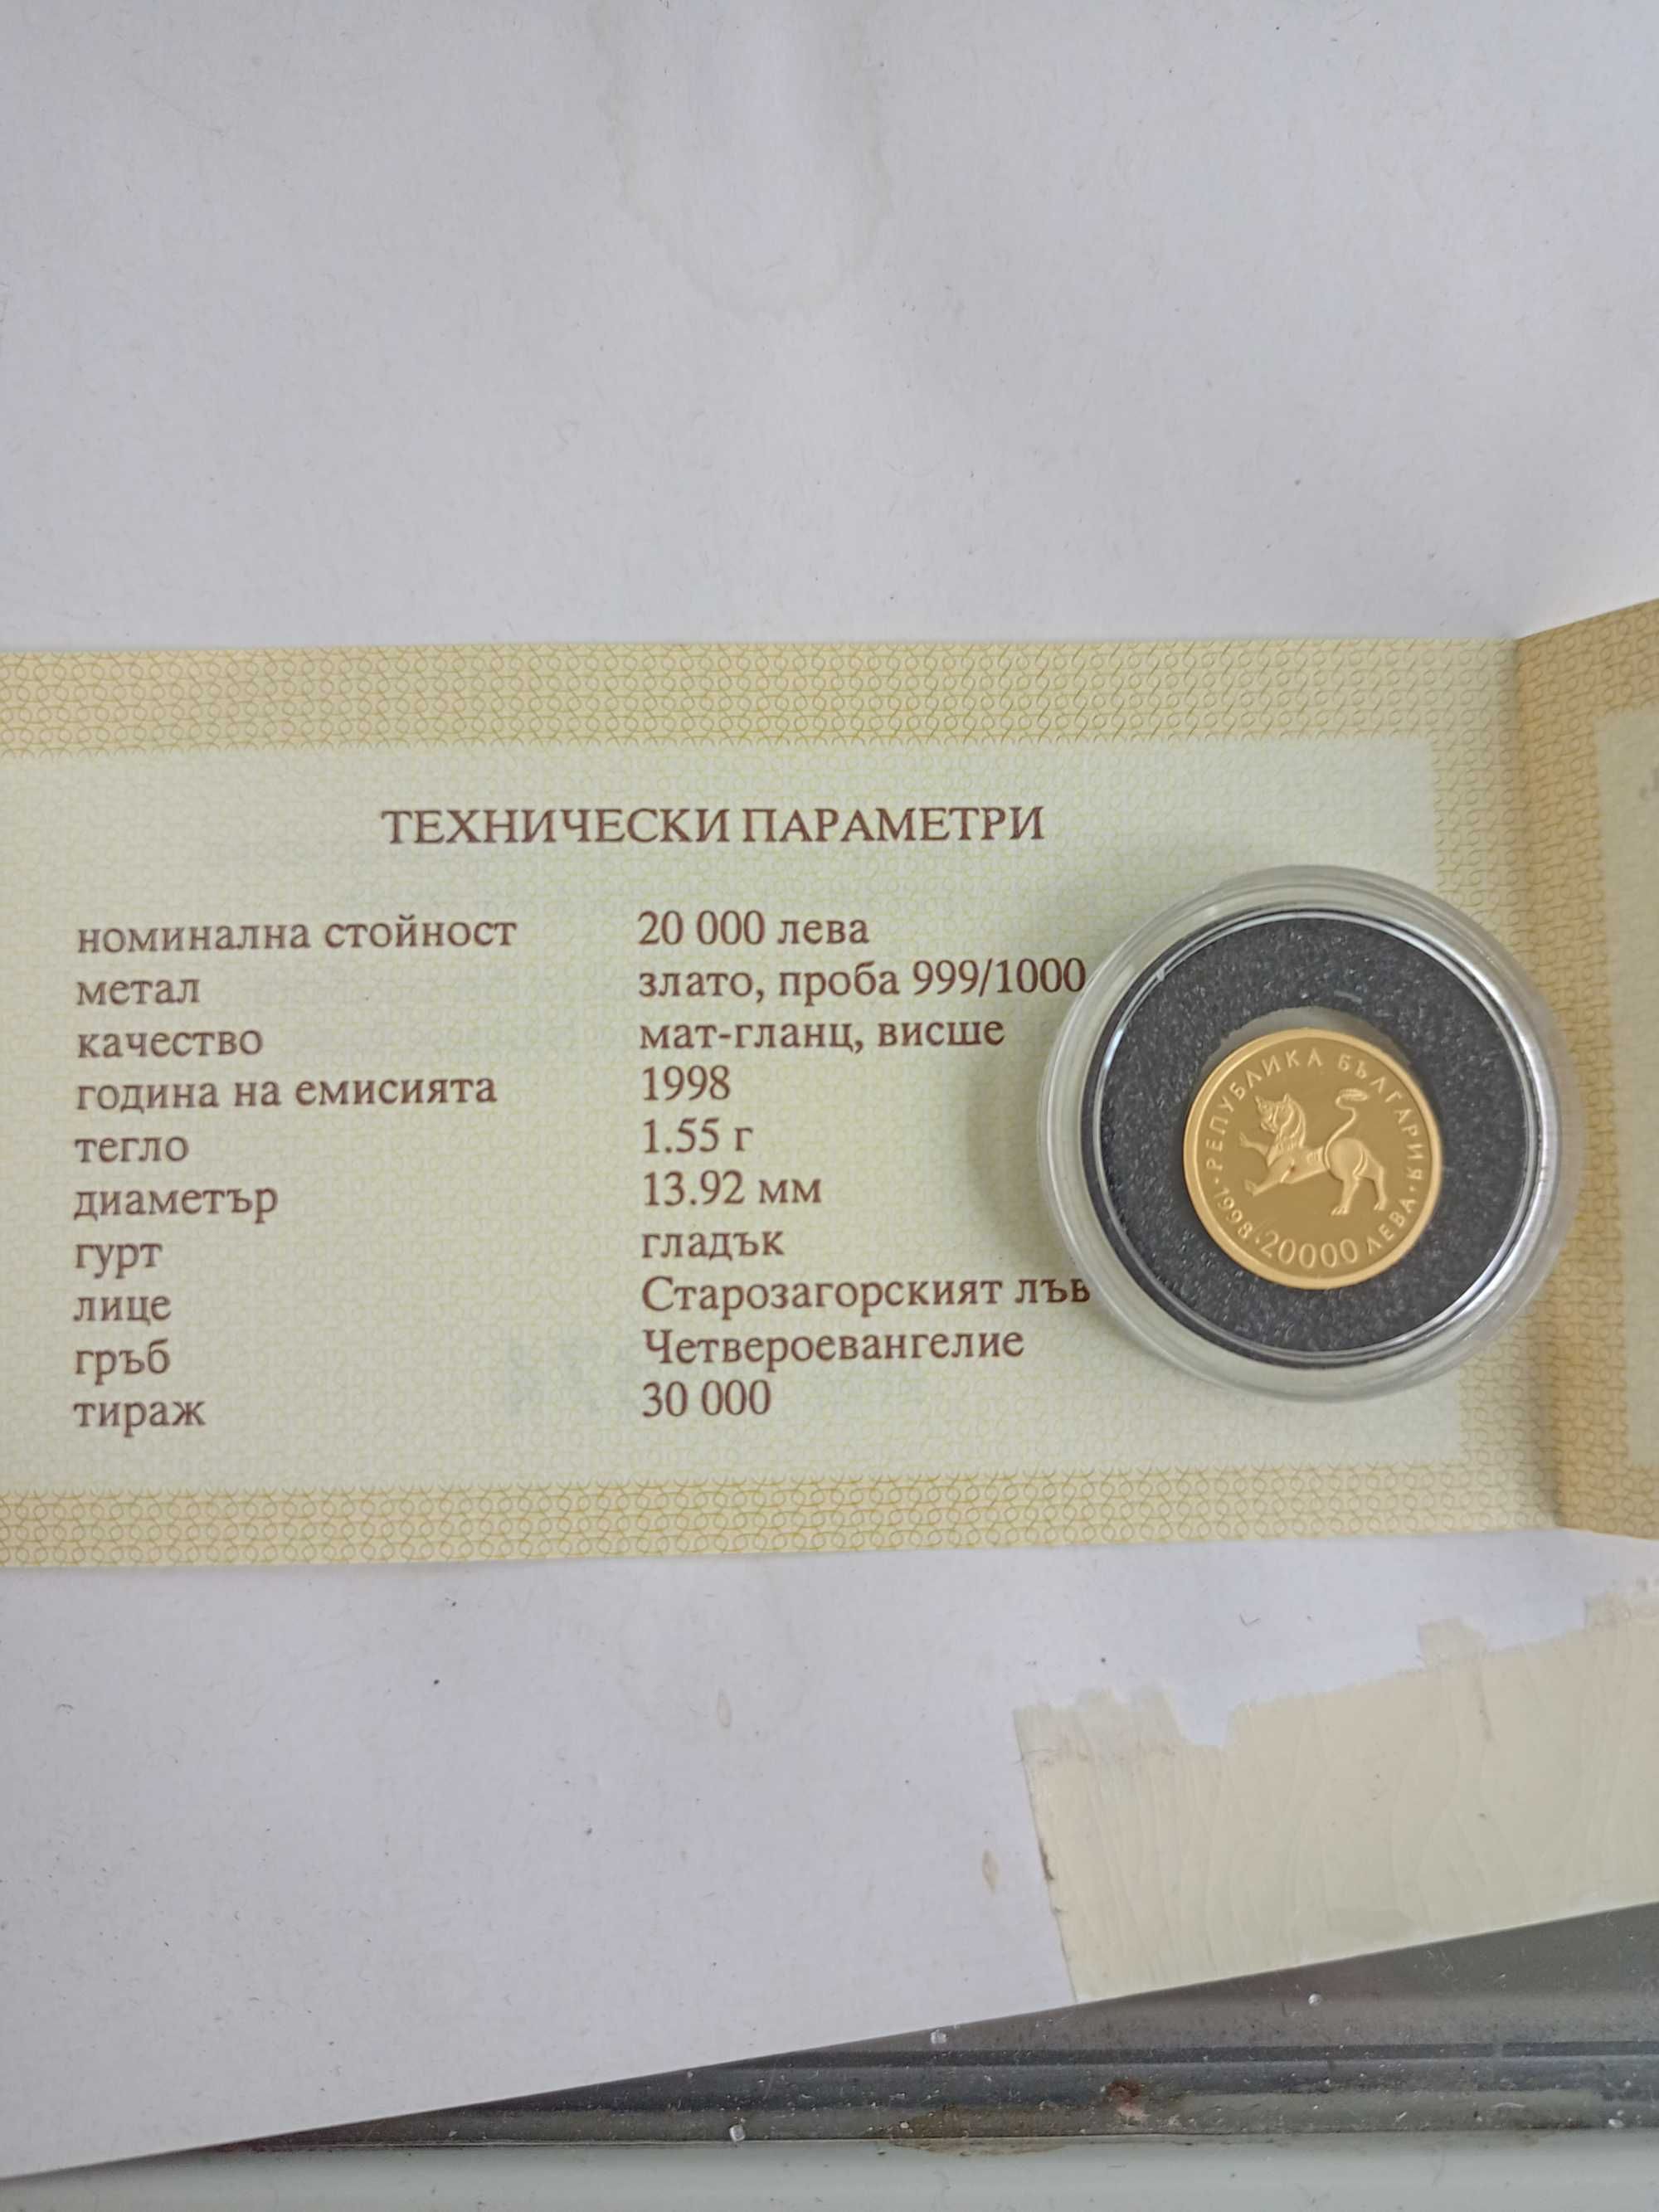 ТЕХНИЧЕСКИ ПАРАМЕТРИ
номинална стойност 20 000 лева
метал злато, проба 999/1000
качество мат-гланц, висше
година на емисията 1998
тегло 1.55 г
диаметър 13.92 мм
гурт гладък
лице Старозагорският лъв
гръб Четвероевангелие
тираж 30 000
РЕПУБЛИКА БЪЛГАРИЯ
· 1998 · 20000 ЛЕВА ·